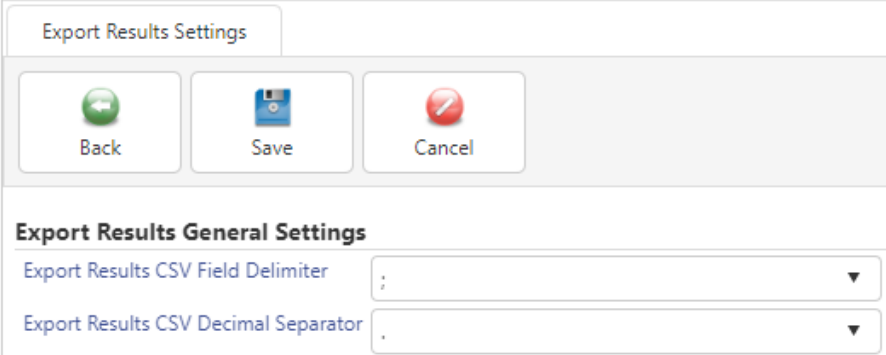 Export Results Settings
Back Save Cancel
Export Results General Settings
Export Results CSV Field Delimiter ;
Export Results CSV Decimal Separator .